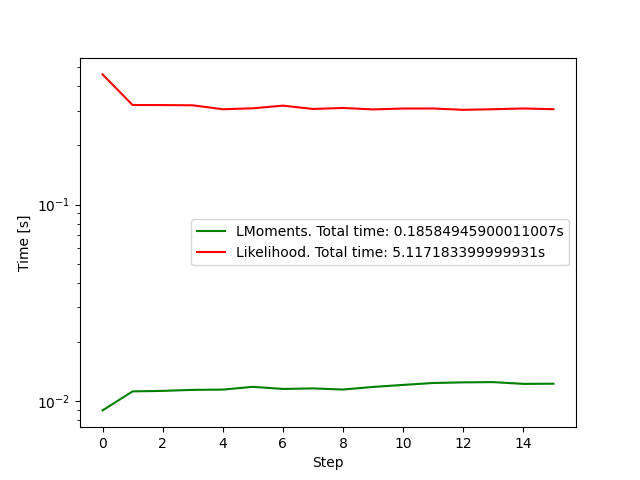 10⁻¹
Time [s]
LMoments. Total time: 0.18584945900011007s
Likelihood. Total time: 5.117183399999931s
10⁻²
0 2 4 6 8 10 12 14
Step